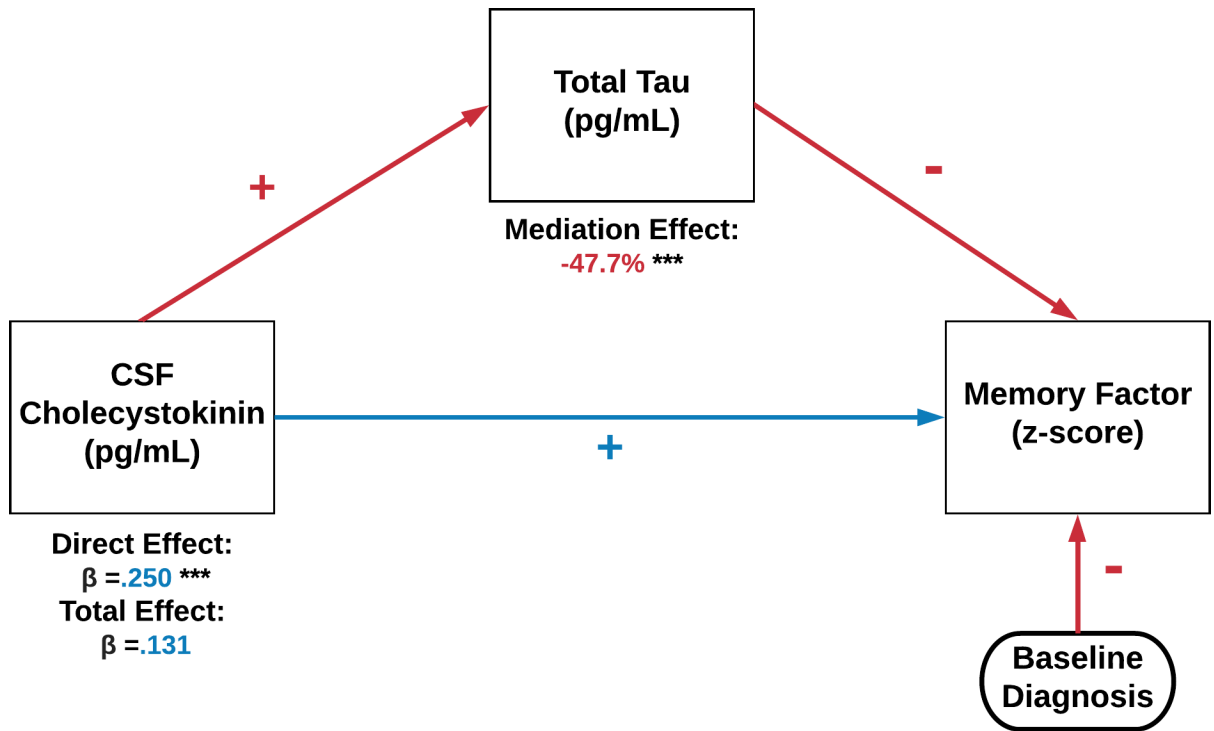 Total Tau
(pg/mL)
+
-
Mediation Effect:
-47.7% ***
CSF
Cholecystokinin
(pg/mL)
+
Memory Factor
(z-score)
Direct Effect:
β =.250 ***
Total Effect:
β =.131
-
Baseline
Diagnosis